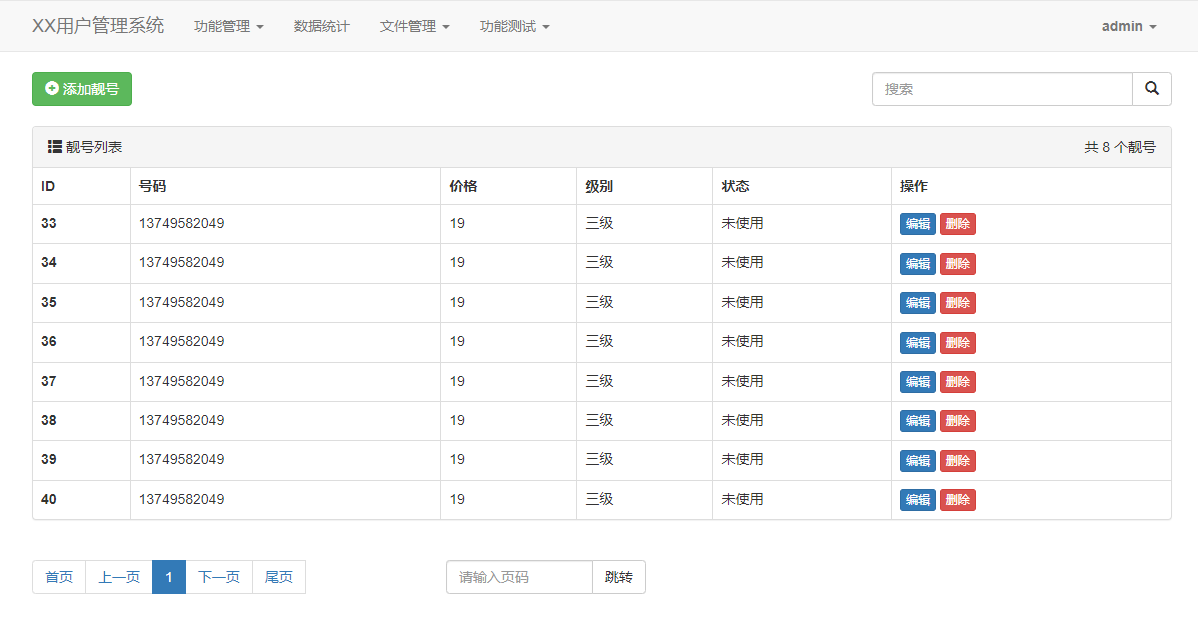 XX用户管理系统 功能管理 数据统计 文件管理 功能测试 admin
添加靓号 搜索
靓号列表 共 8 个靓号
ID 号码 价格 级别 状态 操作
33 13749582049 19 三级 未使用 编辑 删除
34 13749582049 19 三级 未使用 编辑 删除
35 13749582049 19 三级 未使用 编辑 删除
36 13749582049 19 三级 未使用 编辑 删除
37 13749582049 19 三级 未使用 编辑 删除
38 13749582049 19 三级 未使用 编辑 删除
39 13749582049 19 三级 未使用 编辑 删除
40 13749582049 19 三级 未使用 编辑 删除
首页 上一页 1 下一页 尾页 请输入页码 跳转